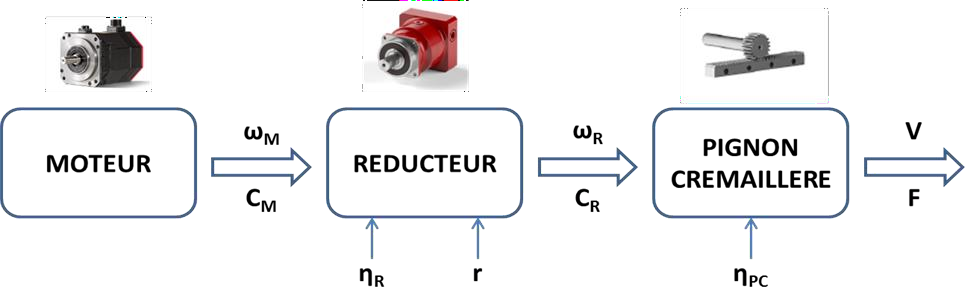 MOTEUR
ωM
CM
REDUCTEUR
ωR
CR
PIGNON
CREMAILLERE
V
F
ηR
r
ηPC